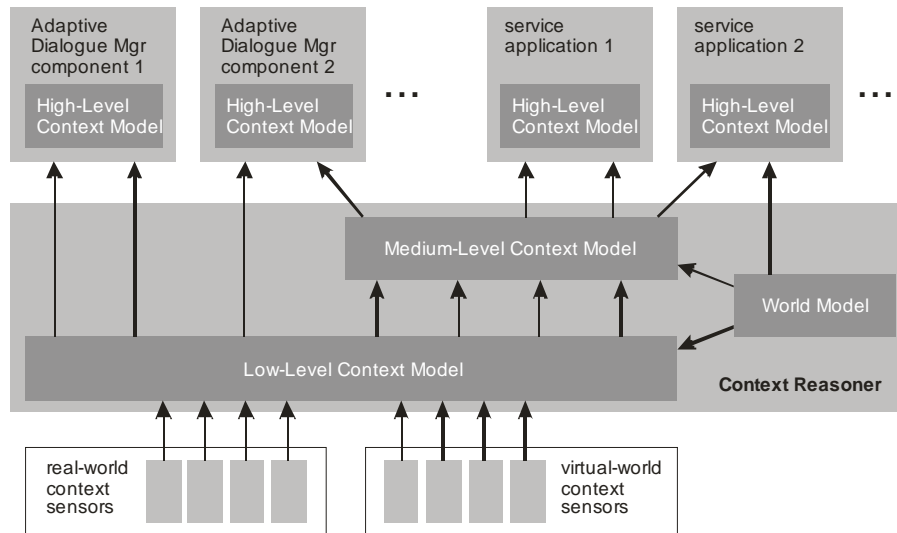 Adaptive
Dialogue Mgr
component 1
High-Level
Context Model
Adaptive
Dialogue Mgr
component 2
High-Level
Context Model
...
service
application 1
High-Level
Context Model
service
application 2
High-Level
Context Model
...
Medium-Level Context Model
World Model
Low-Level Context Model
Context Reasoner
real-world
context
sensors
virtual-world
context
sensors